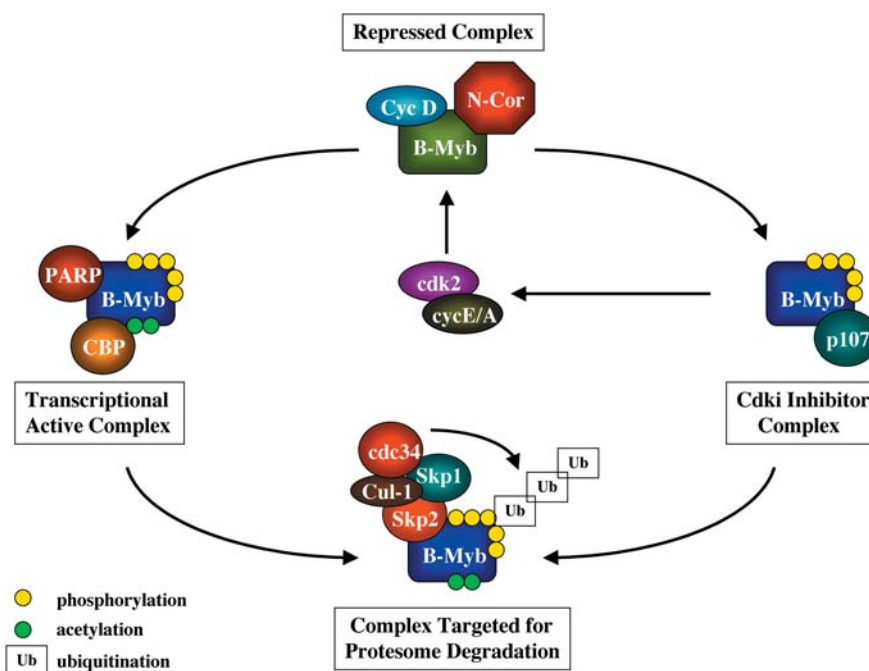 Repressed Complex
Cyc D
N-Cor
B-Myb
PARP
B-Myb
CBP
Transcriptional
Active Complex
cdk2
cycE/A
B-Myb
p107
Cdki Inhibitor
Complex
cdc34
Skp1
Cul-1
Skp2
B-Myb
Ub
Ub
Ub
Complex Targeted for
Protesome Degradation
phosphorylation
acetylation
Ub ubiquitination